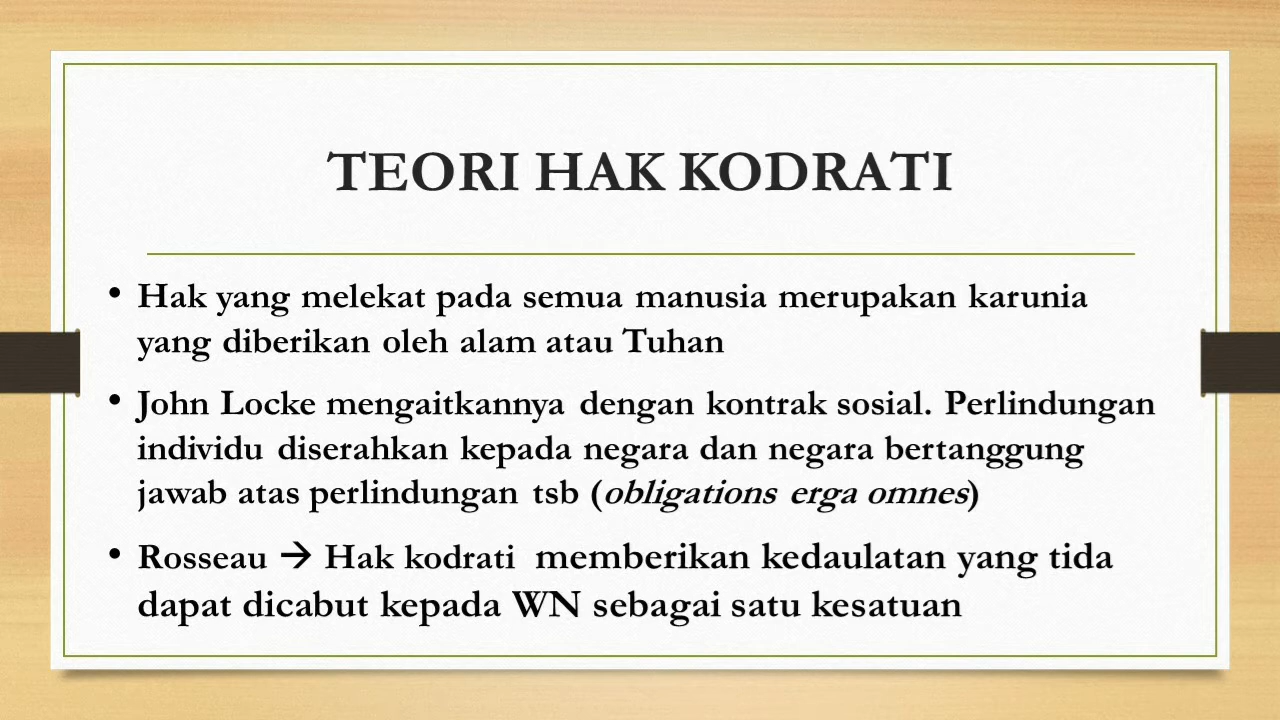 TEORI HAK KODRATI
• Hak yang melekat pada semua manusia merupakan karunia
yang diberikan oleh alam atau Tuhan
• John Locke mengaitkannya dengan kontrak sosial. Perlindungan
individu diserahkan kepada negara dan negara bertanggung
jawab atas perlindungan tsb (obligations erga omnes)
• Rosseau → Hak kodrati memberikan kedaulatan yang tida
dapat dicabut kepada WN sebagai satu kesatuan